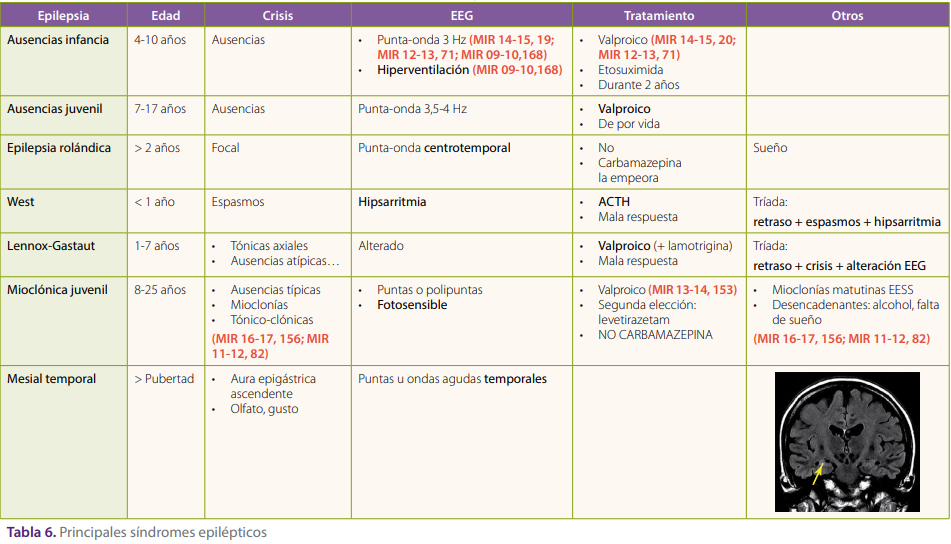 Epilepsia Edad Crisis EEG Tratamiento Otros
Ausencias infancia
4-10 años
Ausencias
• Punta-onda 3 Hz (MIR 14-15, 19;
MIR 12-13, 71; MIR 09-10,168)
• Hiperventilación (MIR 09-10,168)
• Valproico (MIR 14-15, 20;
MIR 12-13, 71)
• Etosuximida
• Durante 2 años
Ausencias juvenil
7-17 años
Ausencias
Punta-onda 3,5-4 Hz
• Valproico
• De por vida
Epilepsia rolándica
> 2 años
Focal
Punta-onda centrotemporal
• No
• Carbamazepina
la empeora
Sueño
West
< 1 año
Espasmos
Hipsarritmia
• ACTH
• Mala respuesta
Tríada:
retraso + espasmos + hipsarritmia
Lennox-Gastaut
1-7 años
• Tónicas axiales
• Ausencias atípicas…
Alterado
• Valproico (+ lamotrigina)
• Mala respuesta
Tríada:
retraso + crisis + alteración EEG
Mioclónica juvenil
8-25 años
• Ausencias típicas
• Mioclonías
• Tónico-clónicas
(MIR 16-17, 156; MIR
11-12, 82)
• Puntas o polipuntas
• Fotosensible
• Valproico (MIR 13-14, 153)
• Segunda elección:
levetirazetam
• NO CARBAMAZEPINA
• Mioclonías matutinas EESS
• Desencadenantes: alcohol, falta
de sueño
(MIR 16-17, 156; MIR 11-12, 82)
Mesial temporal
> Pubertad
• Aura epigástrica
ascendente
• Olfato, gusto
Puntas u ondas agudas temporales
Tabla 6. Principales síndromes epilépticos